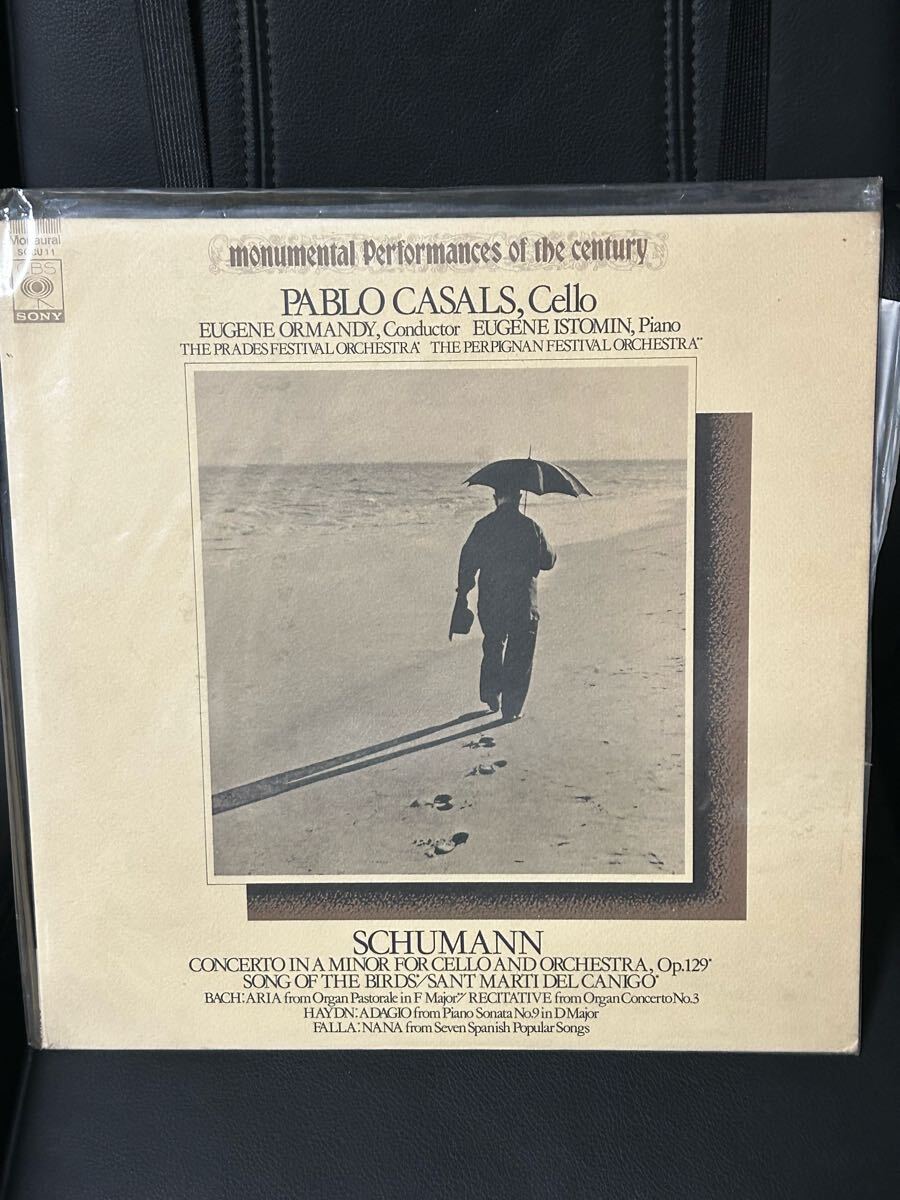 Monaural
SOCU 11
CBS
SONY
monumental Performances of the century
PABLO CASALS, Cello
EUGENE ORMANDY, Conductor EUGENE ISTOMIN, Piano
THE PRADES FESTIVAL ORCHESTRA* THE PERPIGNAN FESTIVAL ORCHESTRA**
SCHUMANN
CONCERTO IN A MINOR FOR CELLO AND ORCHESTRA, Op.129*
SONG OF THE BIRDS*/SANT MARTI DEL CANIGÓ*
BACH: ARIA from Organ Pastorale in F Major**/ RECITATIVE from Organ Concerto No.3
HAYDN: ADAGIO from Piano Sonata No.9 in D Major
FALLA: NANA from Seven Spanish Popular Songs